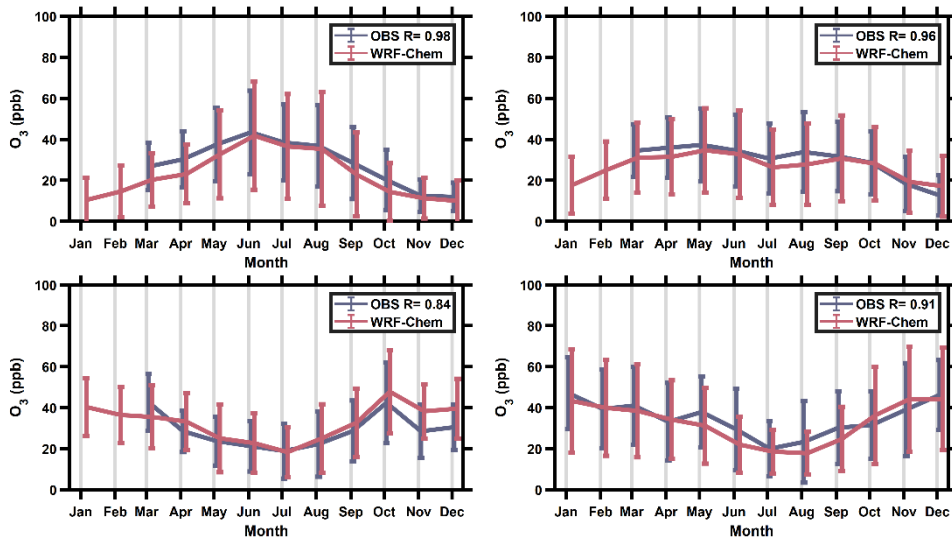 100
80
60
40
20
0
O3 (ppb)
OBS R= 0.98
WRF-Chem
Jan Feb Mar Apr May Jun Jul Aug Sep Oct Nov Dec
Month
100
80
60
40
20
0
O3 (ppb)
OBS R= 0.96
WRF-Chem
Jan Feb Mar Apr May Jun Jul Aug Sep Oct Nov Dec
Month
100
80
60
40
20
0
O3 (ppb)
OBS R= 0.84
WRF-Chem
Jan Feb Mar Apr May Jun Jul Aug Sep Oct Nov Dec
Month
100
80
60
40
20
0
O3 (ppb)
OBS R= 0.91
WRF-Chem
Jan Feb Mar Apr May Jun Jul Aug Sep Oct Nov Dec
Month